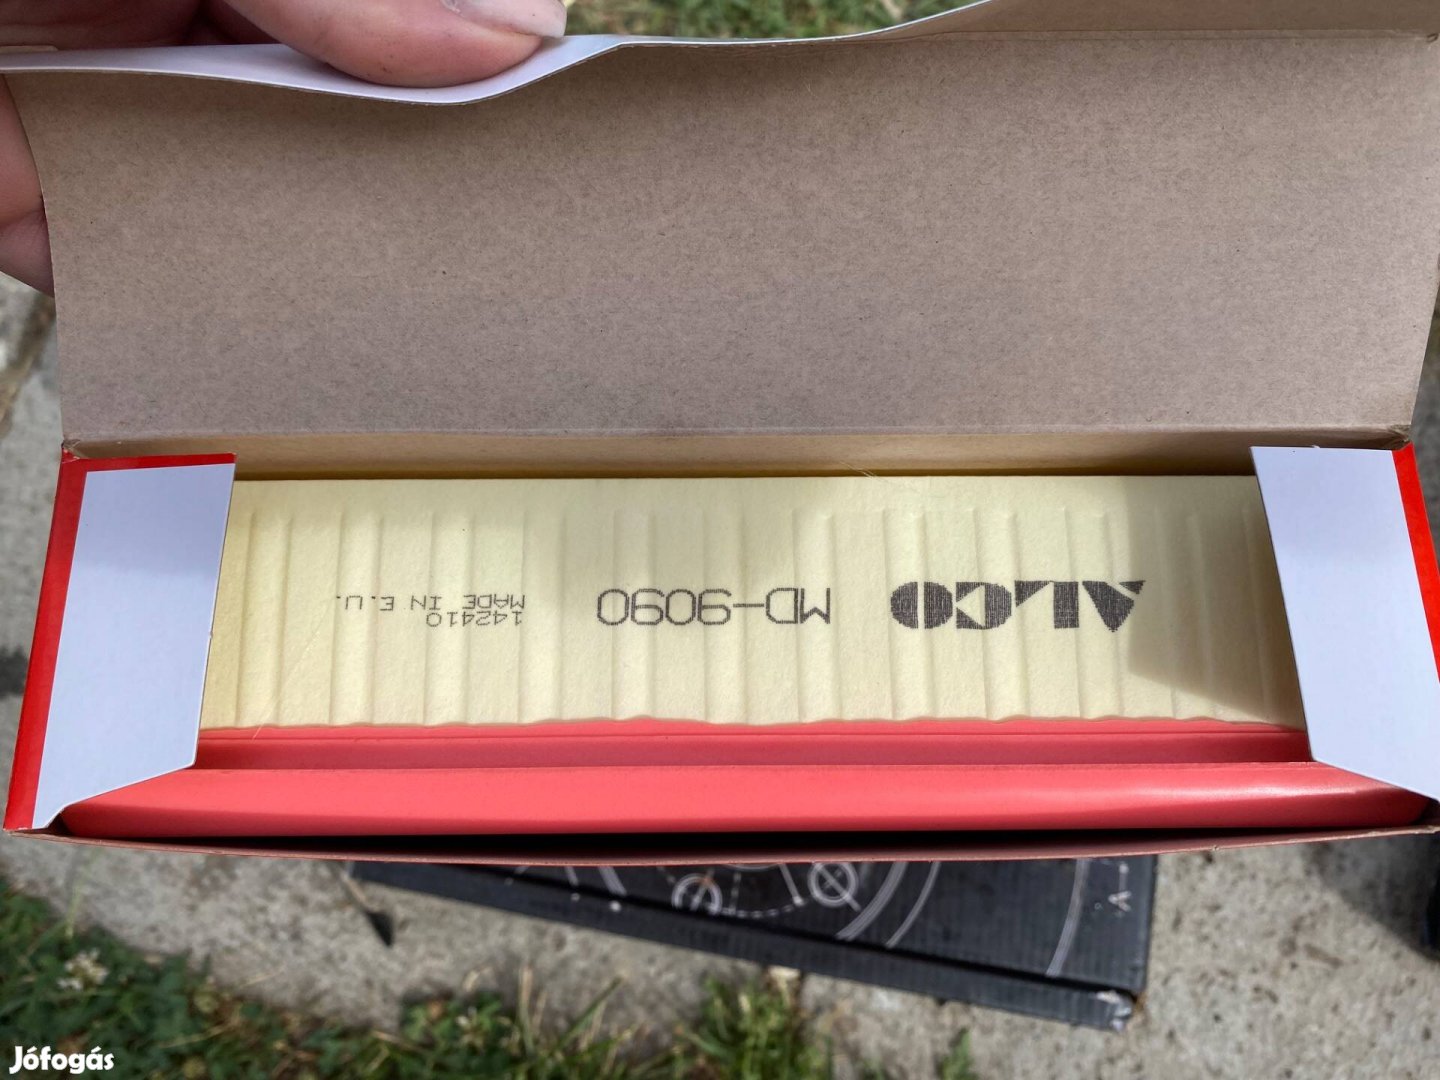 ALCO
MD-9090
142410
MADE IN E.U.
Jófogás